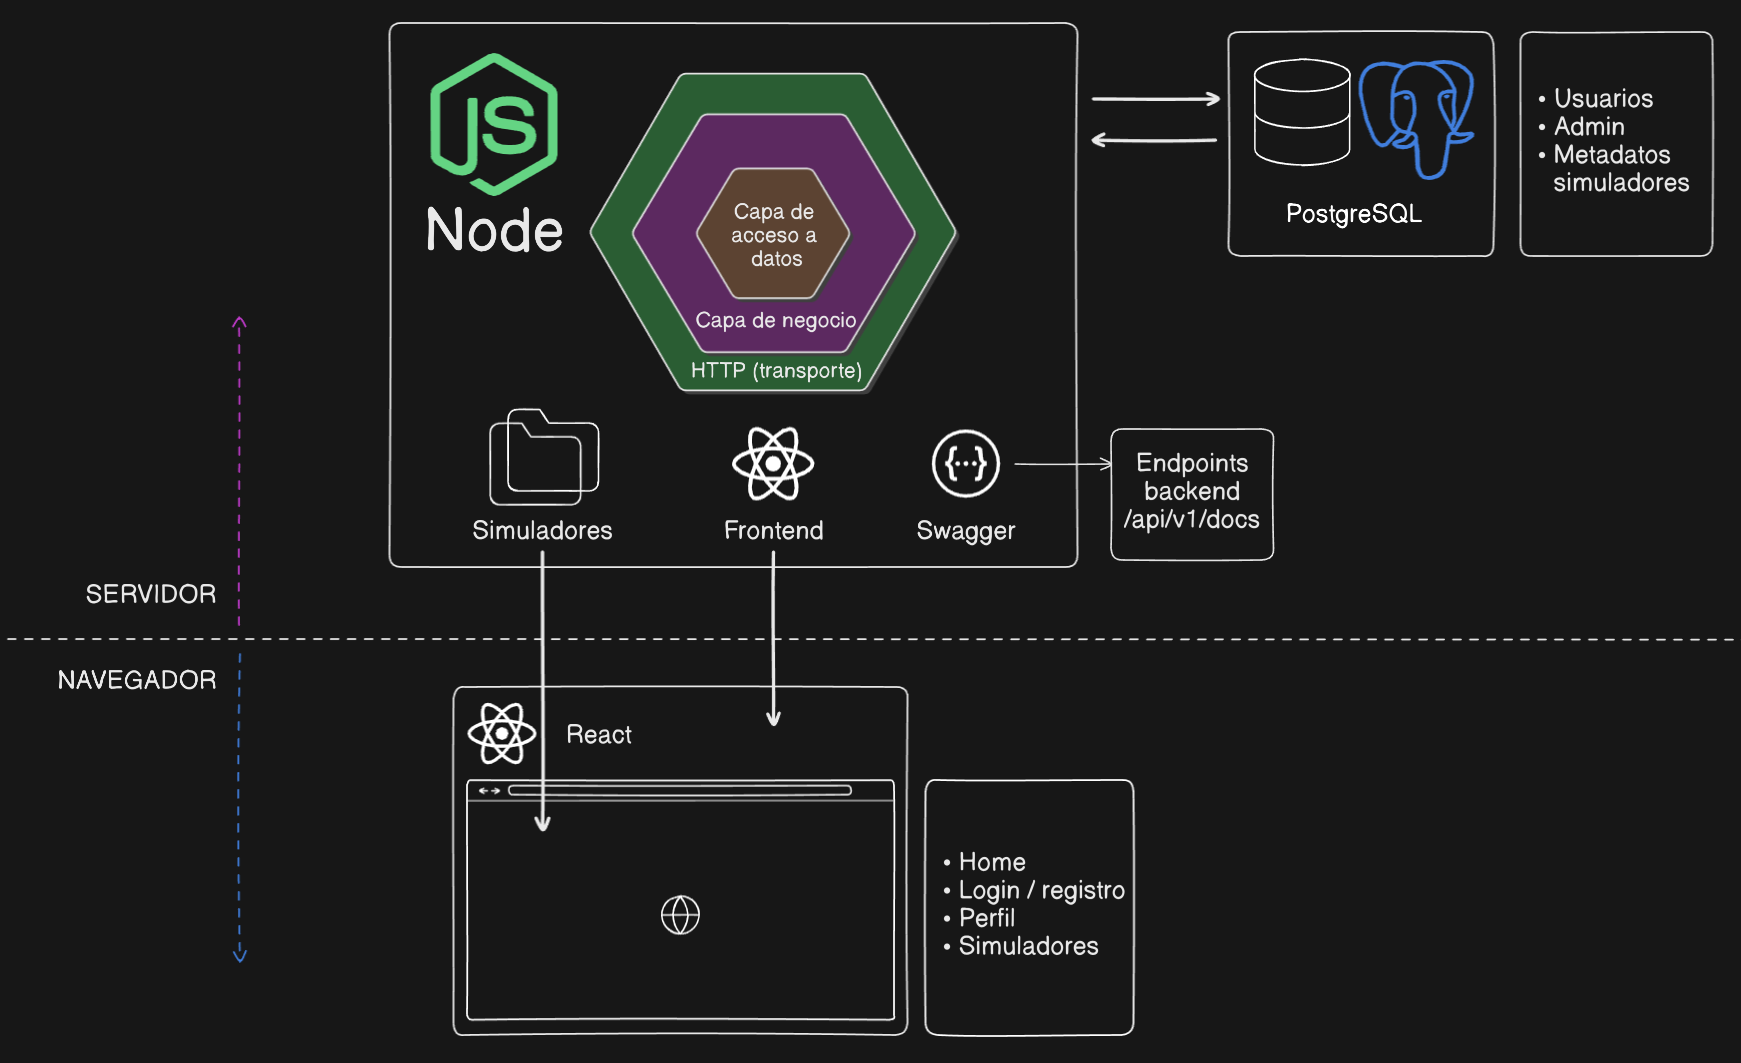 JS
Node
Capa de
acceso a
datos
Capa de negocio
HTTP (transporte)
PostgreSQL
• Usuarios
• Admin
• Metadatos
simuladores
Simuladores
Frontend
{···}
Swagger
Endpoints
backend
/api/v1/docs
SERVIDOR
NAVEGADOR
React
• Home
• Login / registro
• Perfil
• Simuladores